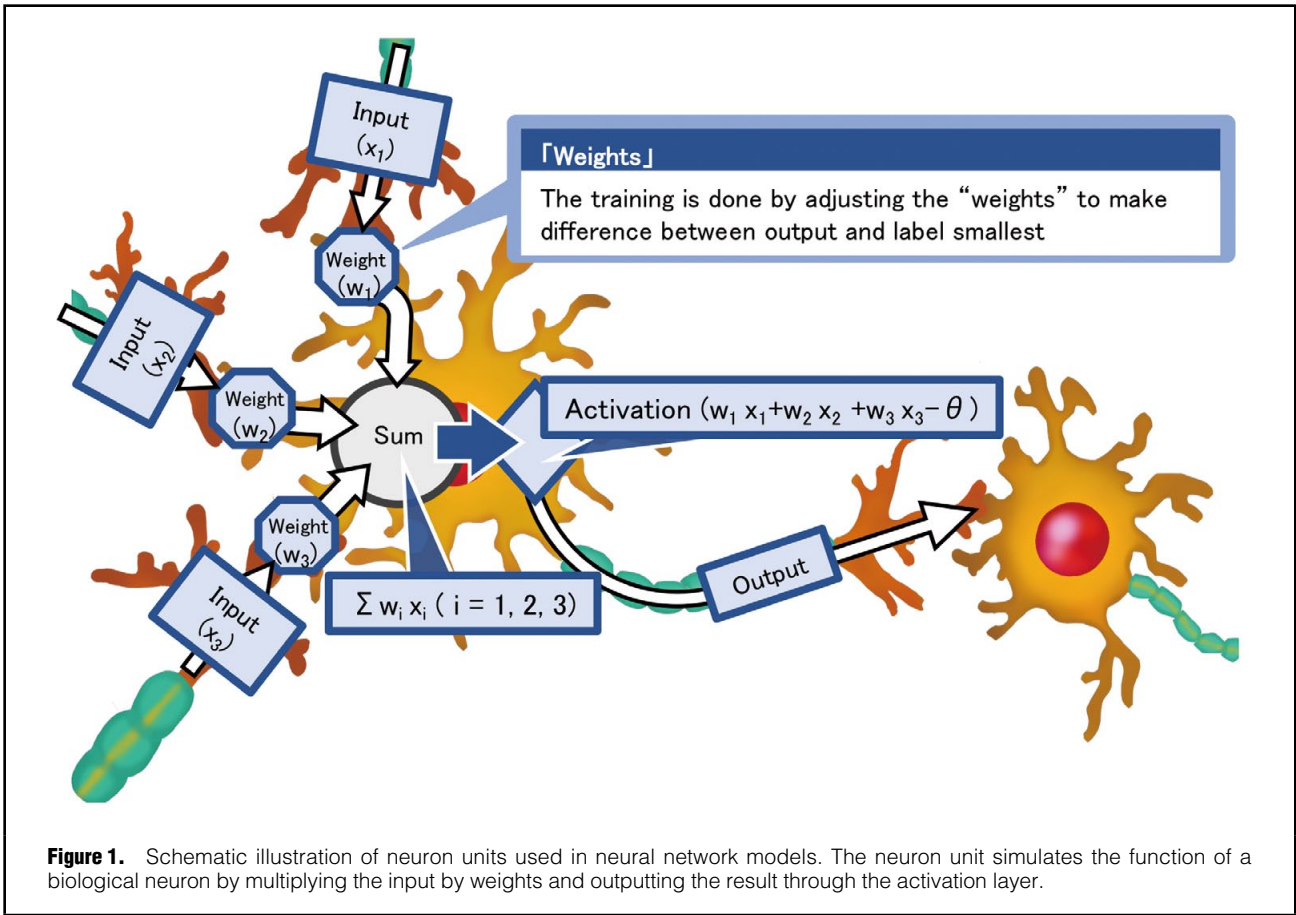 Input
(x₁)
「Weights」
The training is done by adjusting the “weights” to make
difference between output and label smallest
Weight
(w₁)
Input
(x₂)
Weight
(w₂)
Sum
Activation (w₁ x₁+w₂ x₂ +w₃ x₃− θ )
Weight
(w₃)
Input
(x₃)
Σ wᵢ xᵢ ( i = 1, 2, 3)
Output
Figure 1. Schematic illustration of neuron units used in neural network models. The neuron unit simulates the function of a
biological neuron by multiplying the input by weights and outputting the result through the activation layer.